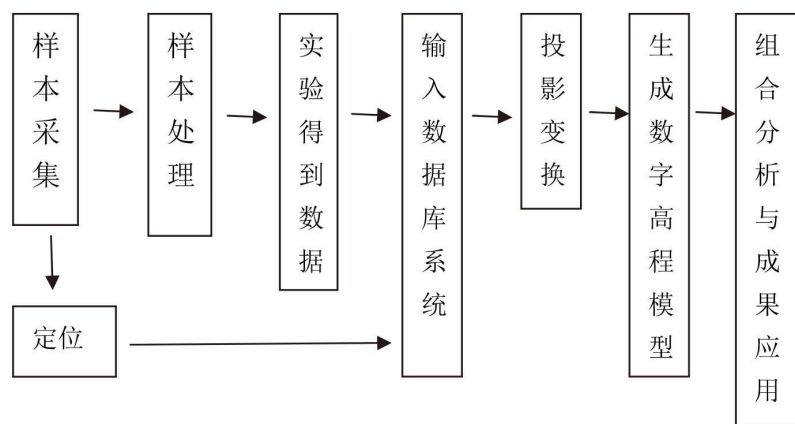 样本采集
样本处理
实验得到数据
输入数据库系统
投影变换
生成数字高程模型
组合分析与成果应用
定位